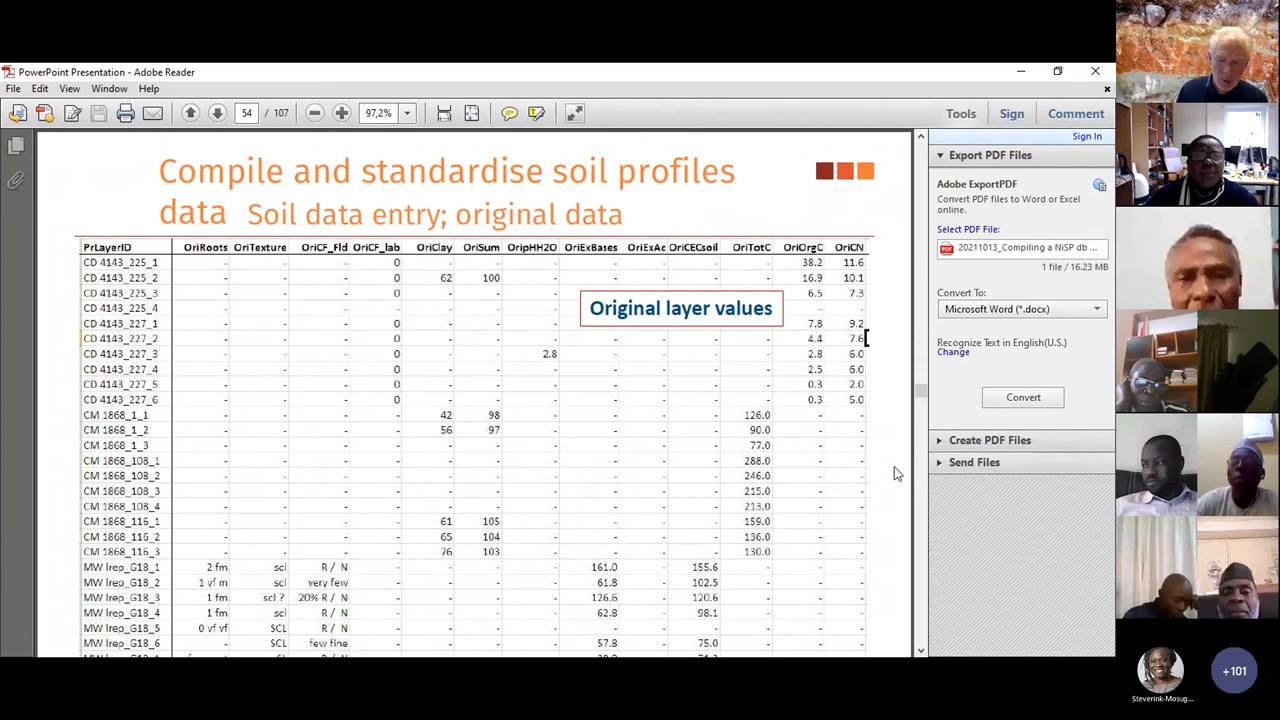 PowerPoint Presentation - Adobe Reader
File Edit View Window Help
54 / 107 97,2% Tools Sign Comment
Sign In
Compile and standardise soil profiles
data Soil data entry; original data
PrLayerID OriRoots OriTexture OriCF_Fld OriCF_lab OriClay OriSum OripHH2O OriExBases OriExAc OriCECsoil OriTotC OriOrgC OriCN
CD 4143_225_1 - - - 0 - - - - - - - 38.2 11.6
CD 4143_225_2 - - - 0 62 100 - - - - - 16.9 10.1
CD 4143_225_3 - - - 0 - - - 6.5 7.3
CD 4143_225_4 - - - - - - - - -
Original layer values
CD 4143_227_1 - - - 0 - - - 7.8 9.2
CD 4143_227_2 - - - 0 - - - - - - - 4.4 7.6
CD 4143_227_3 - - - 0 - - 2.8 - - - - 2.8 6.0
CD 4143_227_4 - - - 0 - - - - - - - 2.5 6.0
CD 4143_227_5 - - - 0 - - - - - - - 0.3 2.0
CD 4143_227_6 - - - 0 - - - - - - - 0.3 5.0
CM 1868_1_1 - - - - 42 98 - - - - 126.0 - -
CM 1868_1_2 - - - - 56 97 - - - - 90.0 - -
CM 1868_1_3 - - - - - - - - - - 77.0 - -
CM 1868_108_1 - - - - - - - - - - 288.0 - -
CM 1868_108_2 - - - - - - - - - - 246.0 - -
CM 1868_108_3 - - - - - - - - - - 215.0 - -
CM 1868_108_4 - - - - - - - - - - 213.0 - -
CM 1868_116_1 - - - - 61 105 - - - - 159.0 - -
CM 1868_116_2 - - - - 65 104 - - - - 136.0 - -
CM 1868_116_3 - - - - 76 103 - - - - 130.0 - -
MW lrep_G18_1 2 fm scl R / N - - - - 161.0 - 155.6 - - -
MW lrep_G18_2 1 vf m scl very few - - - - 61.8 - 102.5 - - -
MW lrep_G18_3 1 fm scl ? 20% R / N - - - - 126.6 - 120.6 - - -
MW lrep_G18_4 1 fm scl R / N - - - - 62.8 - 98.1 - - -
MW lrep_G18_5 0 vf vf SCL R / N - - - - - - - - - -
MW lrep_G18_6 - SCL few fine - - - - 57.8 - 75.0 - - -
Export PDF Files
Adobe ExportPDF
Convert PDF files to Word or Excel
online.
Select PDF File:
20211013_Compiling a NiSP db ...
1 file / 16.23 MB
Convert To:
Microsoft Word (*.docx)
Recognize Text in English(U.S.)
Change
Convert
Create PDF Files
Send Files
Steverink-Mosug...
+101